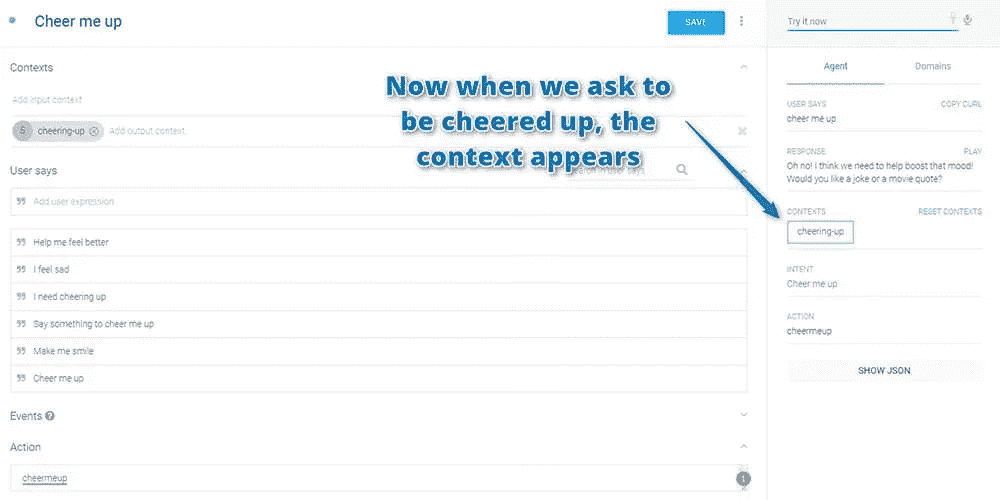 Cheer me up
SAVE
Try it now
Contexts
Add input context
5 cheering-up Add output context
Now when we ask to
be cheered up, the
context appears
User says
Search in user says
Add user expression
Help me feel better
I feel sad
I need cheering up
Say something to cheer me up
Make me smile
Cheer me up
Events
Action
cheermeup
1
Agent Domains
USER SAYS COPY CURL
cheer me up
RESPONSE PLAY
Oh no! I think we need to help boost that mood!
Would you like a joke or a movie quote?
CONTEXTS RESET CONTEXTS
cheering-up
INTENT
Cheer me up
ACTION
cheermeup
SHOW JSON